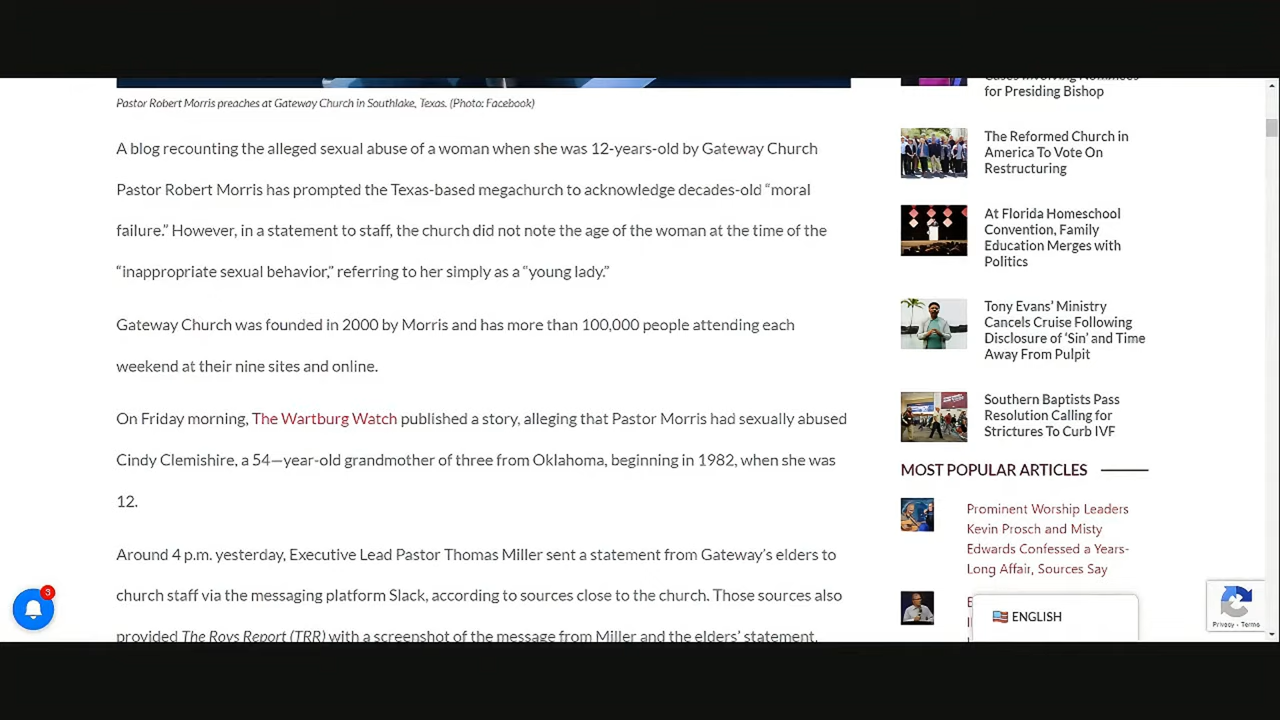 Pastor Robert Morris preaches at Gateway Church in Southlake, Texas. (Photo: Facebook)
A blog recounting the alleged sexual abuse of a woman when she was 12-years-old by Gateway Church
Pastor Robert Morris has prompted the Texas-based megachurch to acknowledge decades-old “moral
failure.” However, in a statement to staff, the church did not note the age of the woman at the time of the
“inappropriate sexual behavior,” referring to her simply as a “young lady.”
Gateway Church was founded in 2000 by Morris and has more than 100,000 people attending each
weekend at their nine sites and online.
On Friday morning, The Wartburg Watch published a story, alleging that Pastor Morris had sexually abused
Cindy Clemishire, a 54—year-old grandmother of three from Oklahoma, beginning in 1982, when she was
12.
Around 4 p.m. yesterday, Executive Lead Pastor Thomas Miller sent a statement from Gateway’s elders to
church staff via the messaging platform Slack, according to sources close to the church. Those sources also
provided The Roys Report (TRR) with a screenshot of the message from Miller and the elders’ statement.
3
Cases Involving Nominees
for Presiding Bishop
The Reformed Church in
America To Vote On
Restructuring
At Florida Homeschool
Convention, Family
Education Merges with
Politics
Tony Evans’ Ministry
Cancels Cruise Following
Disclosure of ‘Sin’ and Time
Away From Pulpit
Southern Baptists Pass
Resolution Calling for
Strictures To Curb IVF
MOST POPULAR ARTICLES
Prominent Worship Leaders
Kevin Prosch and Misty
Edwards Confessed a Years-
Long Affair, Sources Say
ENGLISH
Privacy - Terms